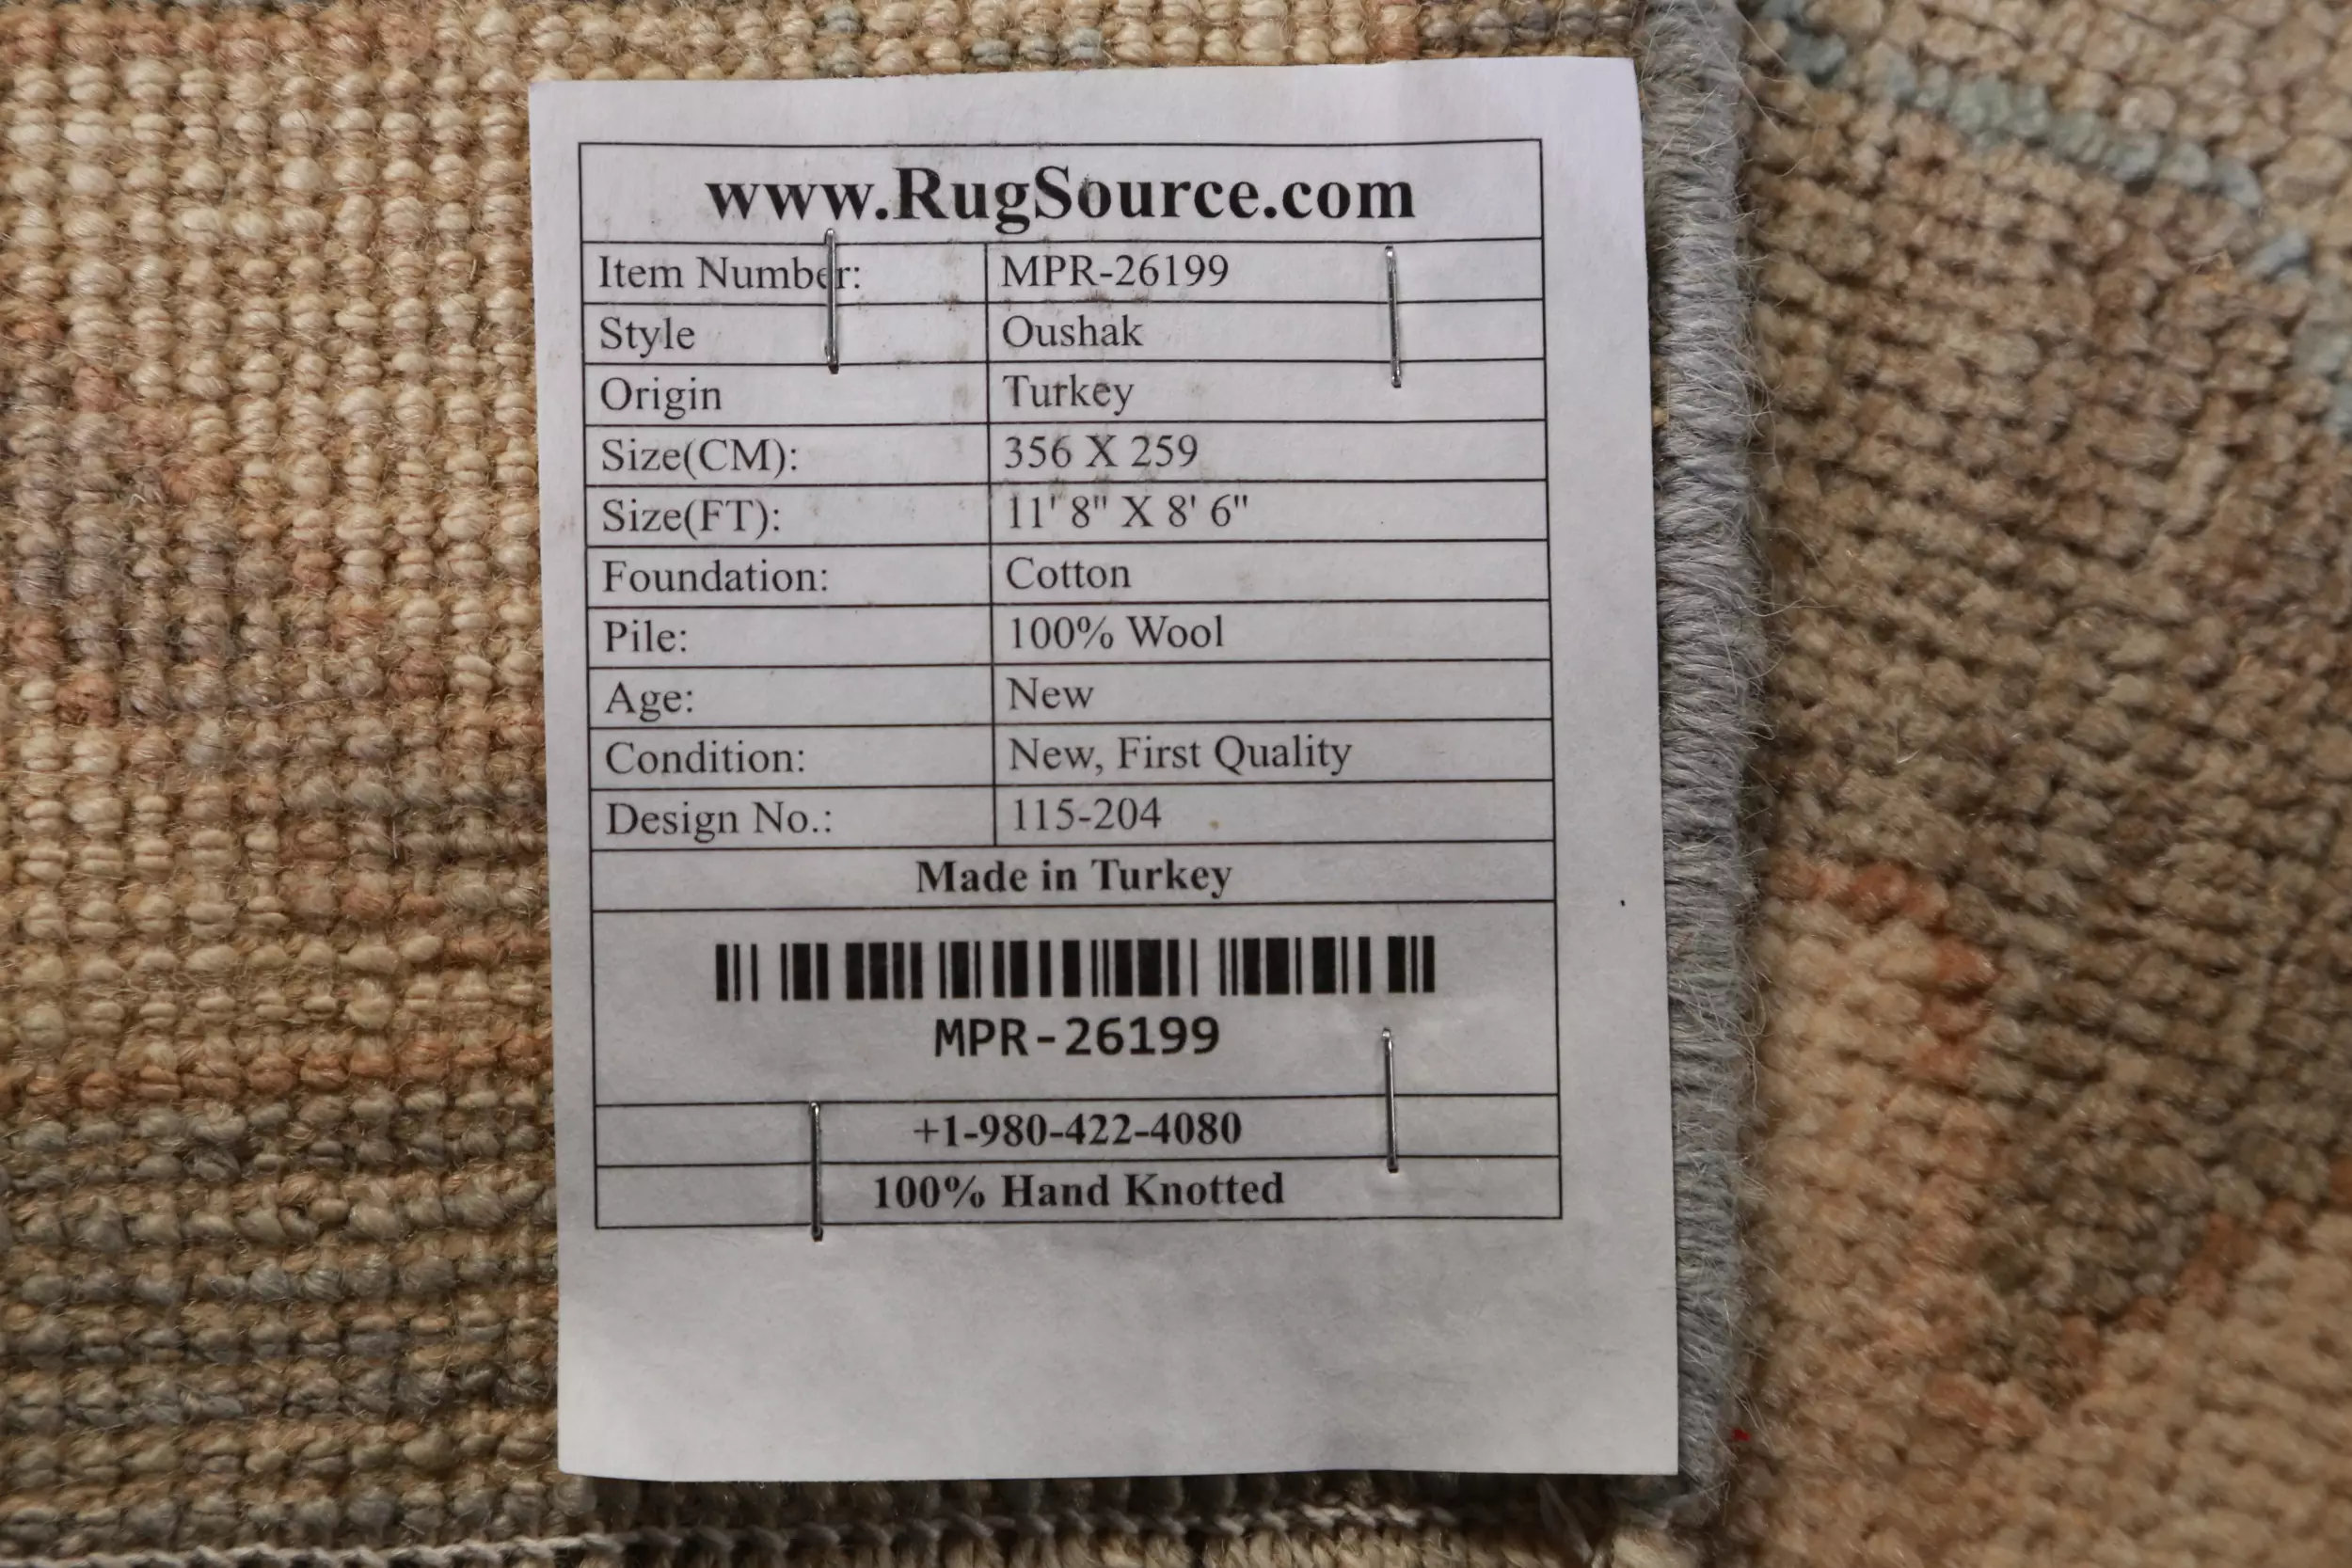 www.RugSource.com
Item Number: MPR-26199
Style Oushak
Origin Turkey
Size(CM): 356 X 259
Size(FT): 11' 8" X 8' 6"
Foundation: Cotton
Pile: 100% Wool
Age: New
Condition: New, First Quality
Design No.: 115-204
Made in Turkey
MPR-26199
+1-980-422-4080
100% Hand Knotted